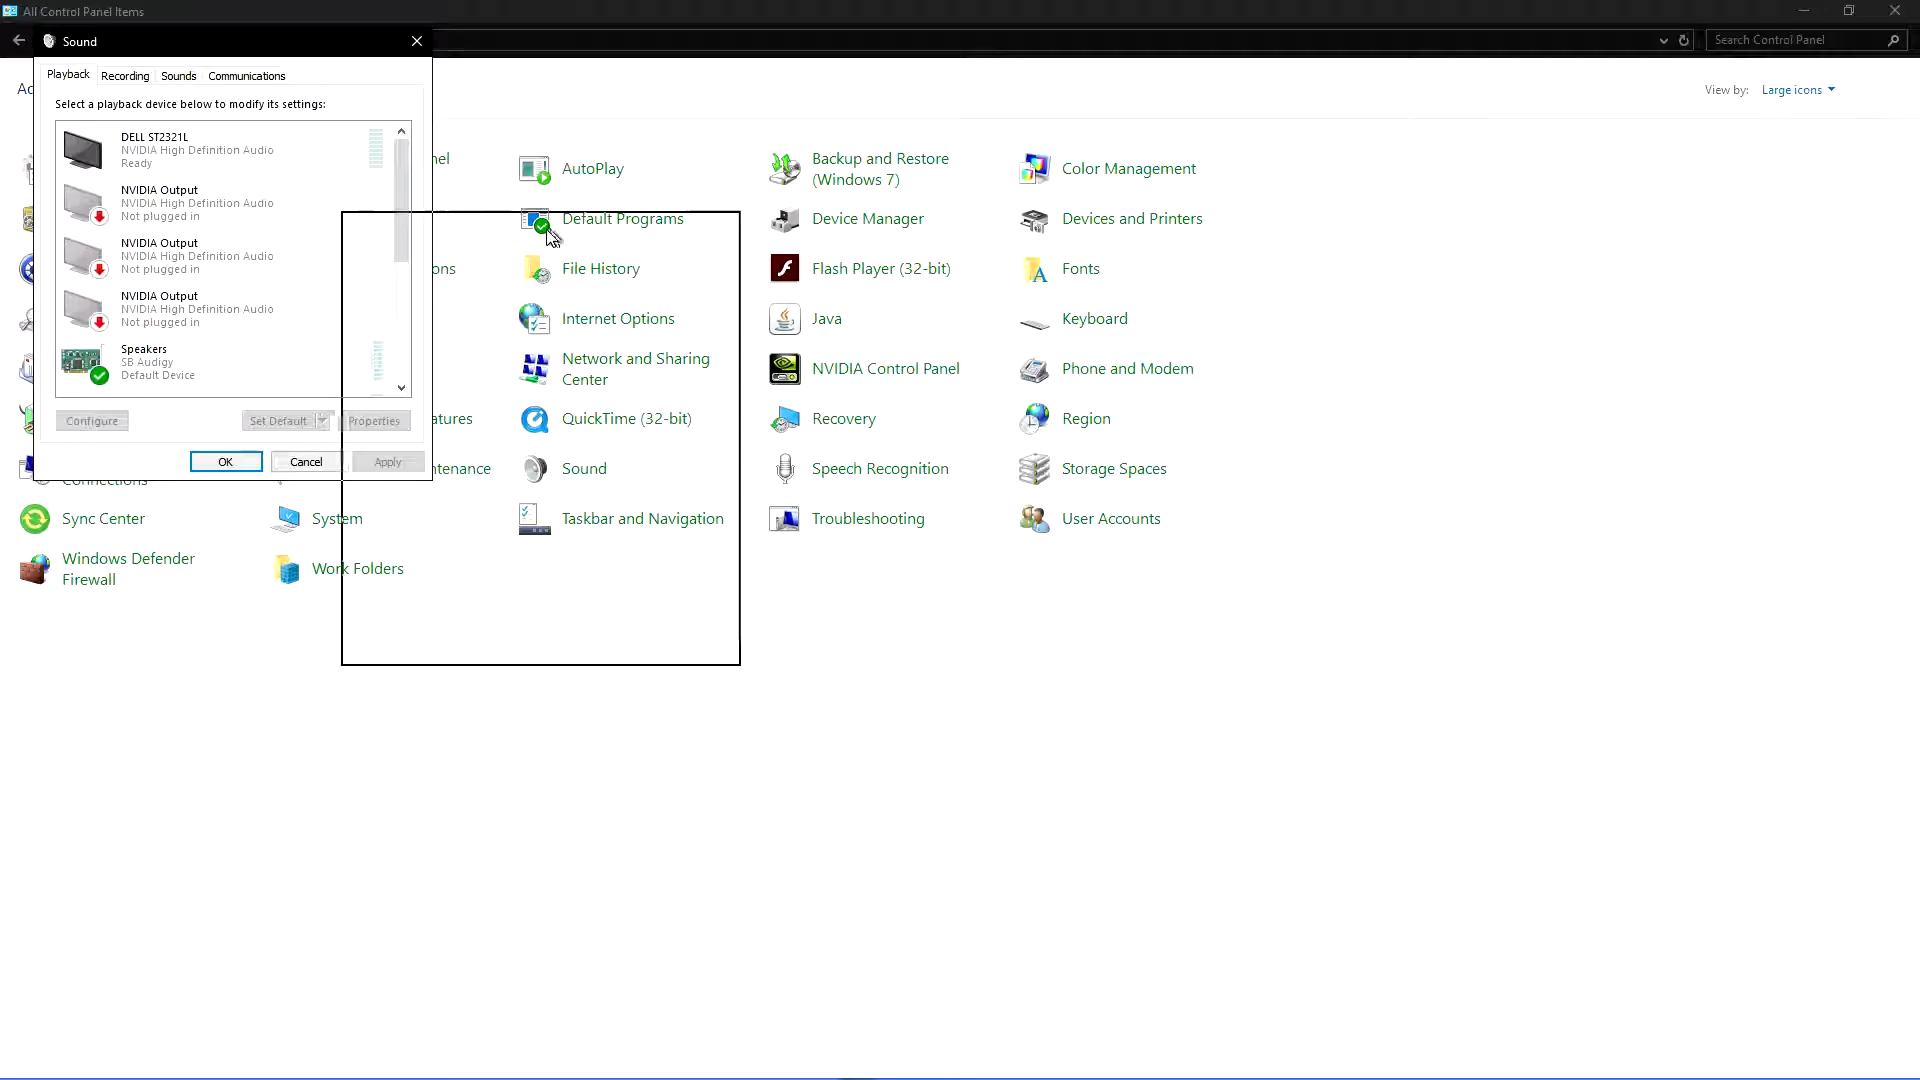 All Control Panel Items
Search Control Panel
Sound
Playback
Recording
Sounds
Communications
Select a playback device below to modify its settings:
DELL ST2321L
NVIDIA High Definition Audio
Ready
NVIDIA Output
NVIDIA High Definition Audio
Not plugged in
NVIDIA Output
NVIDIA High Definition Audio
Not plugged in
NVIDIA Output
NVIDIA High Definition Audio
Not plugged in
Speakers
SB Audigy
Default Device
Configure
Set Default
Properties
OK
Cancel
Apply
View by: Large icons
AutoPlay
Backup and Restore
(Windows 7)
Color Management
Default Programs
Device Manager
Devices and Printers
File History
Flash Player (32-bit)
Fonts
Internet Options
Java
Keyboard
Network and Sharing
Center
NVIDIA Control Panel
Phone and Modem
atures
QuickTime (32-bit)
Recovery
Region
ntenance
Sound
Speech Recognition
Storage Spaces
Connections
Sync Center
System
Taskbar and Navigation
Troubleshooting
User Accounts
Windows Defender
Firewall
Work Folders